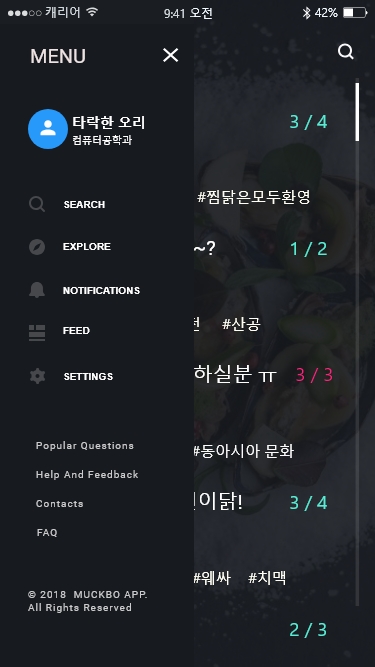 캐리어
9:41 오전
42%
MENU
타락한 오리
컴퓨터공학과
3 / 4
SEARCH
#찜닭은모두환영
EXPLORE
~?
1 / 2
NOTIFICATIONS
#산공
FEED
하실분 ㅠ
3 / 3
SETTINGS
Popular Questions
#동아시아 문화
Help And Feedback
Contacts
이닭!
3 / 4
FAQ
#웨싸 #치맥
© 2018 MUCKBO APP.
All Rights Reserved
2 / 3